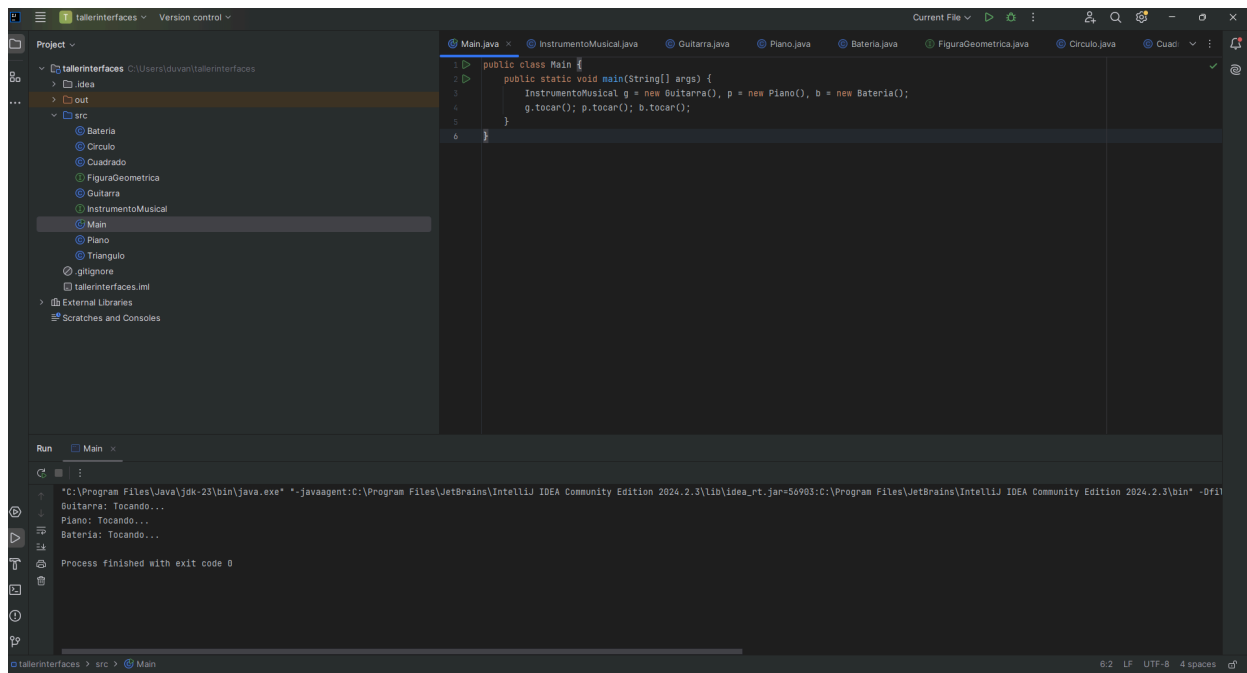 tallerinterfaces Version control
Current File
Project
Main.java InstrumentoMusical.java Guitarra.java Piano.java Bateria.java FiguraGeometrica.java Circulo.java Cuad
tallerinterfaces C:\Users\duvan\tallerinterfaces
.idea
out
src
Bateria
Circulo
Cuadrado
FiguraGeometrica
Guitarra
InstrumentoMusical
Main
Piano
Triangulo
.gitignore
tallerinterfaces.iml
External Libraries
Scratches and Consoles
1 public class Main {
2 public static void main(String[] args) {
3 InstrumentoMusical g = new Guitarra(), p = new Piano(), b = new Bateria();
4 g.tocar(); p.tocar(); b.tocar();
5 }
6 }
Run Main
"C:\Program Files\Java\jdk-23\bin\java.exe" "-javaagent:C:\Program Files\JetBrains\IntelliJ IDEA Community Edition 2024.2.3\lib\idea_rt.jar=56903:C:\Program Files\JetBrains\IntelliJ IDEA Community Edition 2024.2.3\bin" -Dfil
Guitarra: Tocando...
Piano: Tocando...
Bateria: Tocando...
Process finished with exit code 0
tallerinterfaces > src > Main
6:2 LF UTF-8 4 spaces